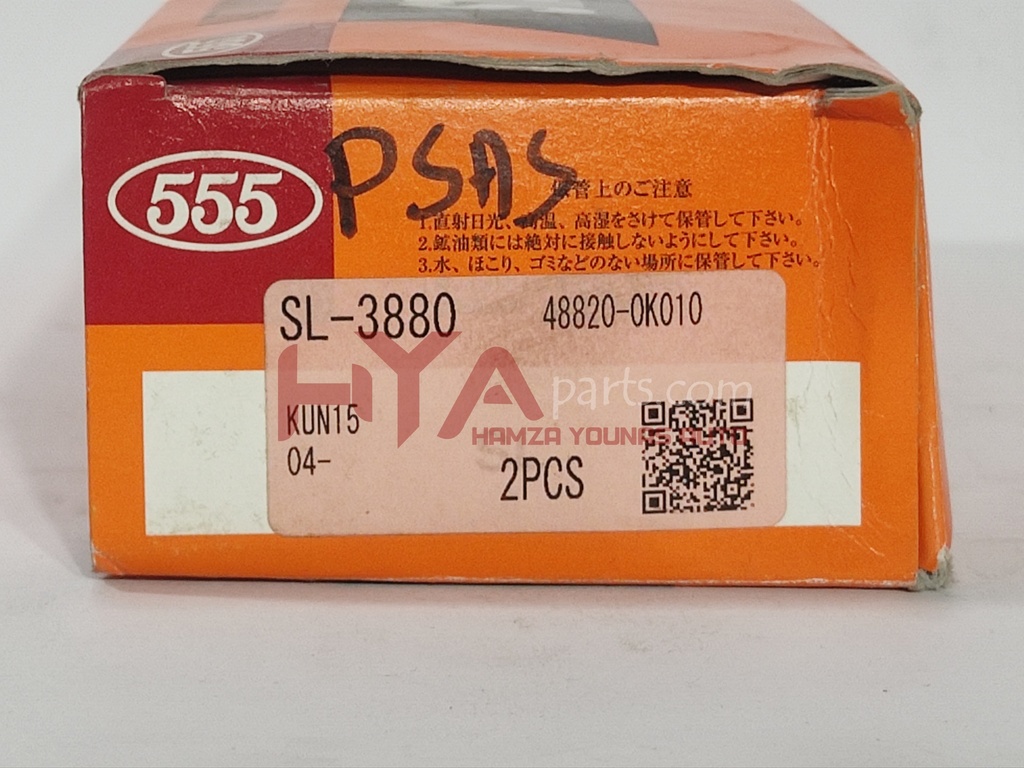 555
PSAS
保管上のご注意
1.直射日光、高温、高湿をさけて保管して下さい。
2.鉱油類には絶対に接触しないようにして下さい。
3.水、ほこり、ゴミなどのない場所に保管して下さい。
SL-3880 48820-0K010
HYA parts.com
HAMZA YOUNAS AUTO
KUN15
04-
2PCS